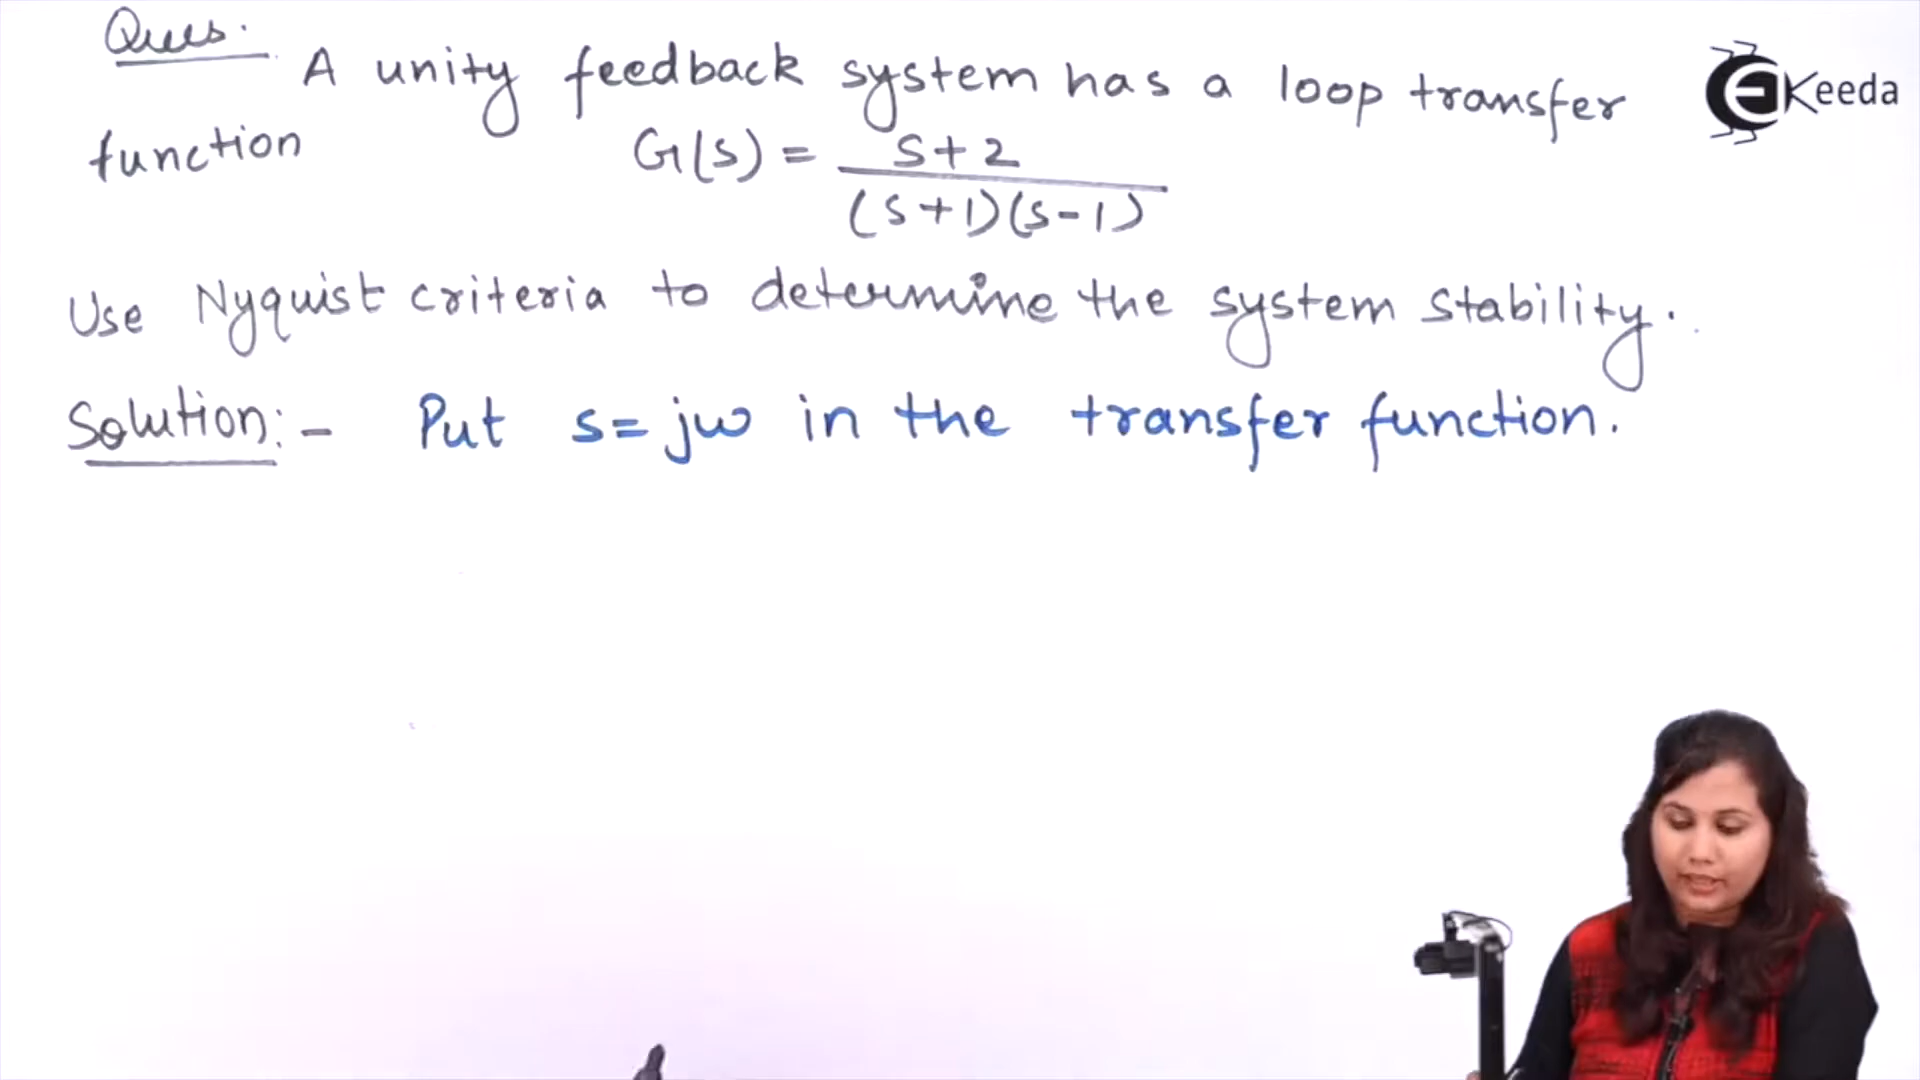 Ques.
A unity feedback system has a loop transfer
EKeeda
function G(s) = s+2
(s+1)(s-1)
Use Nyquist criteria to determine the system stability.
Solution:- Put s=jω in the transfer function.